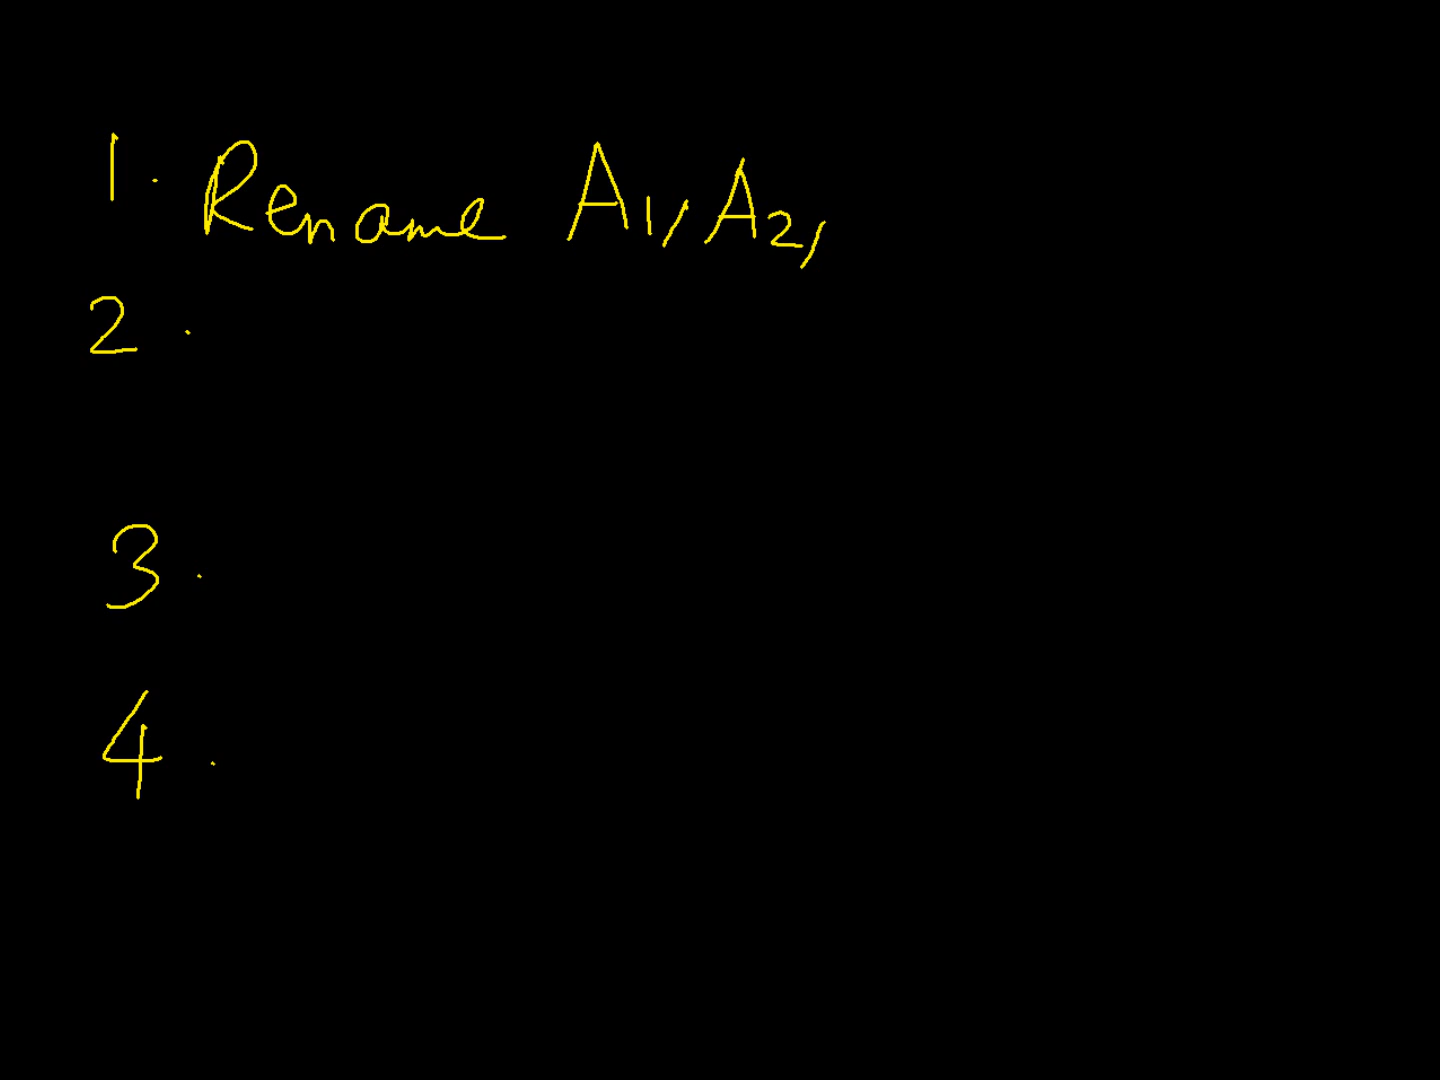 1. Rename A₁, A₂,
2.
3.
4.